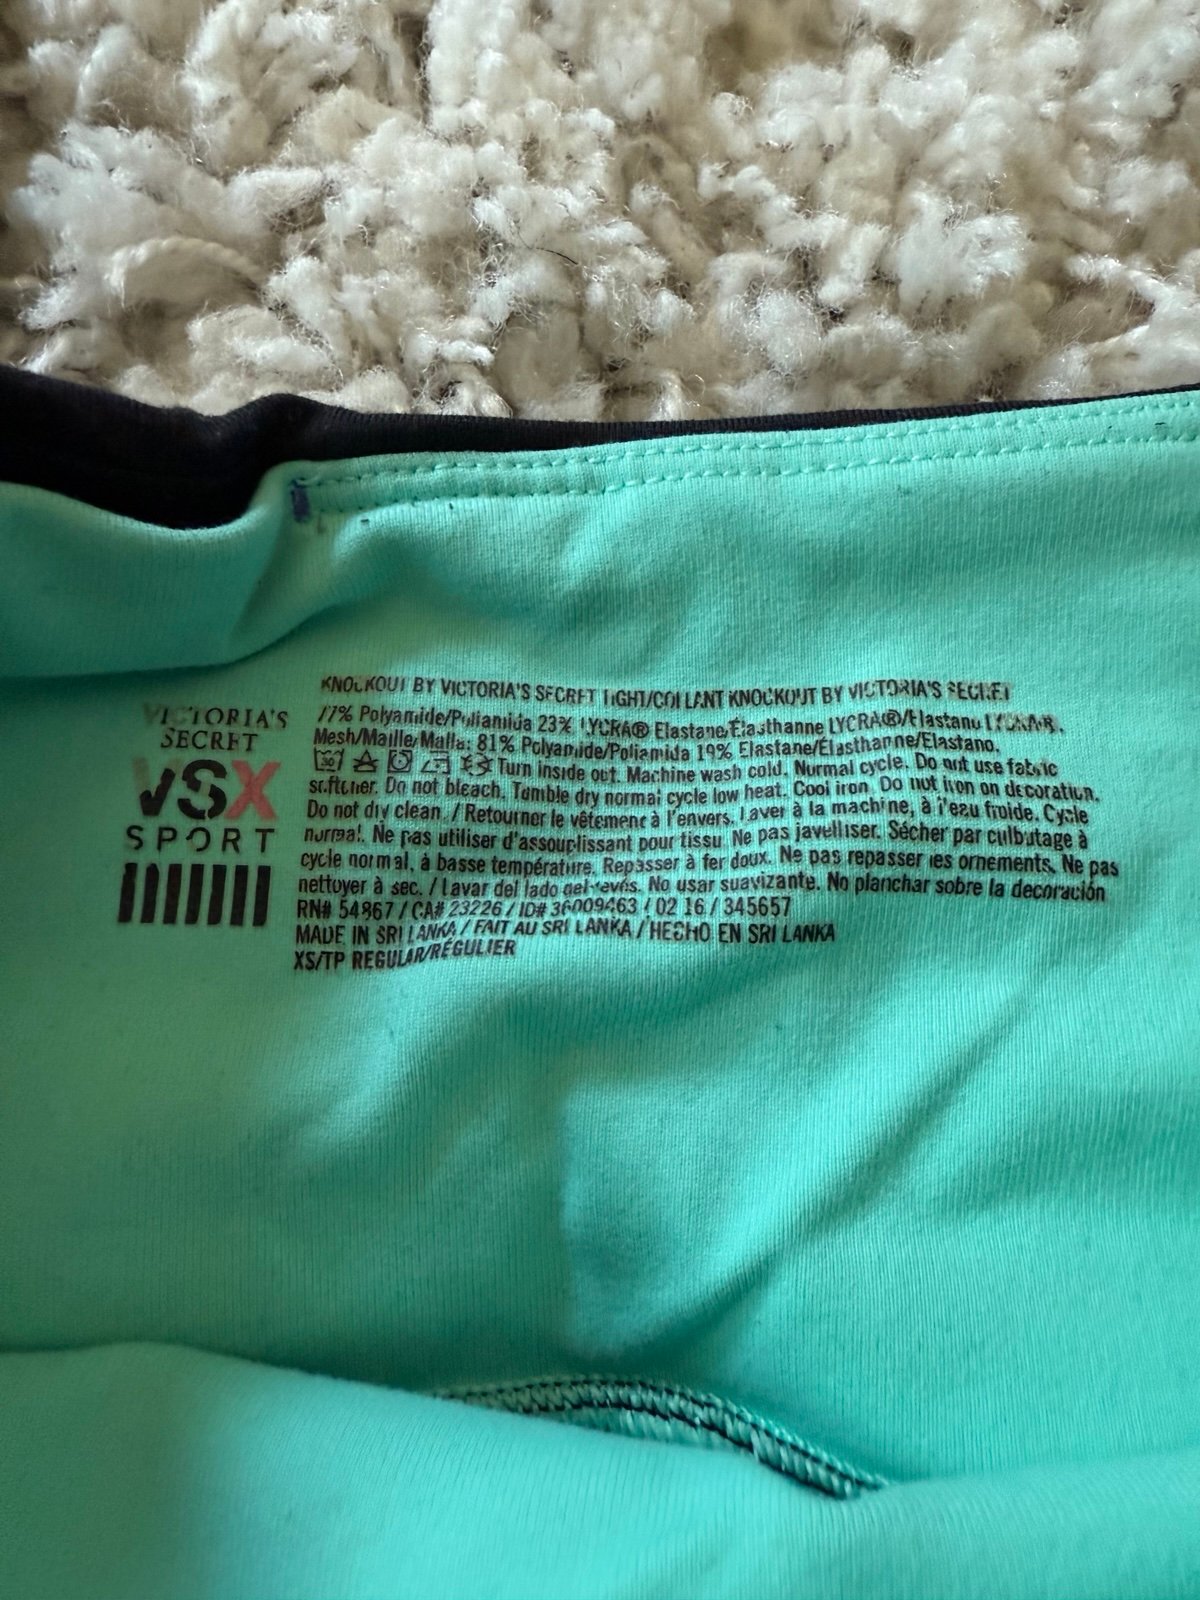 VICTORIA'S
SECRET
VSX
SPORT
KNOCKOUT BY VICTORIA'S SECRET TIGHT/COLLANT KNOCKOUT BY VICTORIA'S SECRET
77% Polyamide/Poliamida 23% LYCRA® Elastane/Élasthanne LYCRA®/Elastano LYCRA®.
Mesh/Maille/Malla: 81% Polyamide/Poliamida 19% Elastane/Élasthanne/Elastano.
30 Turn inside out. Machine wash cold. Normal cycle. Do not use fabric
softener. Do not bleach. Tumble dry normal cycle low heat. Cool iron. Do not iron on decoration.
Do not dry clean. / Retourner le vêtement à l'envers. Laver à la machine, à l'eau froide. Cycle
normal. Ne pas utiliser d'assouplissant pour tissu. Ne pas javelliser. Sécher par culbutage à
cycle normal, à basse température. Repasser à fer doux. Ne pas repasser les ornements. Ne pas
nettoyer à sec. / Lavar del lado del revés. No usar suavizante. No planchar sobre la decoración
RN# 54867 / CA# 23226 / ID# 36009463 / 02 16 / 345657
MADE IN SRI LANKA / FAIT AU SRI LANKA / HECHO EN SRI LANKA
XS/TP REGULAR/RÉGULIER